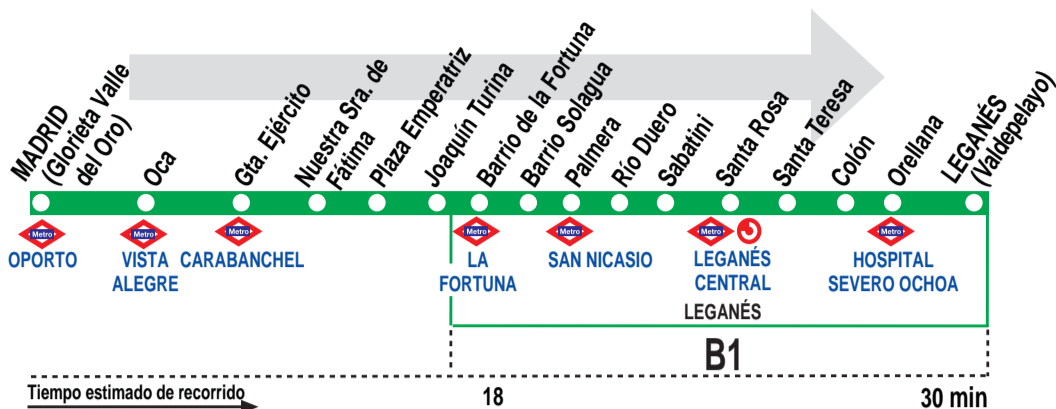 MADRID
(Glorieta Valle
del Oro)
Oca
Gta. Ejército
Nuestra Sra. de
Fátima
Plaza Emperatriz
Joaquín Turina
Barrio de la Fortuna
Barrio Solagua
Palmera
Río Duero
Sabatini
Santa Rosa
Santa Teresa
Colón
Orellana
LEGANÉS
(Valdepelayo)
Metro
Metro
Metro
Metro
Metro
Metro
Metro
OPORTO
VISTA
ALEGRE
CARABANCHEL
LA
FORTUNA
SAN NICASIO
LEGANÉS
CENTRAL
HOSPITAL
SEVERO OCHOA
LEGANÉS
B1
Tiempo estimado de recorrido
18
30 min